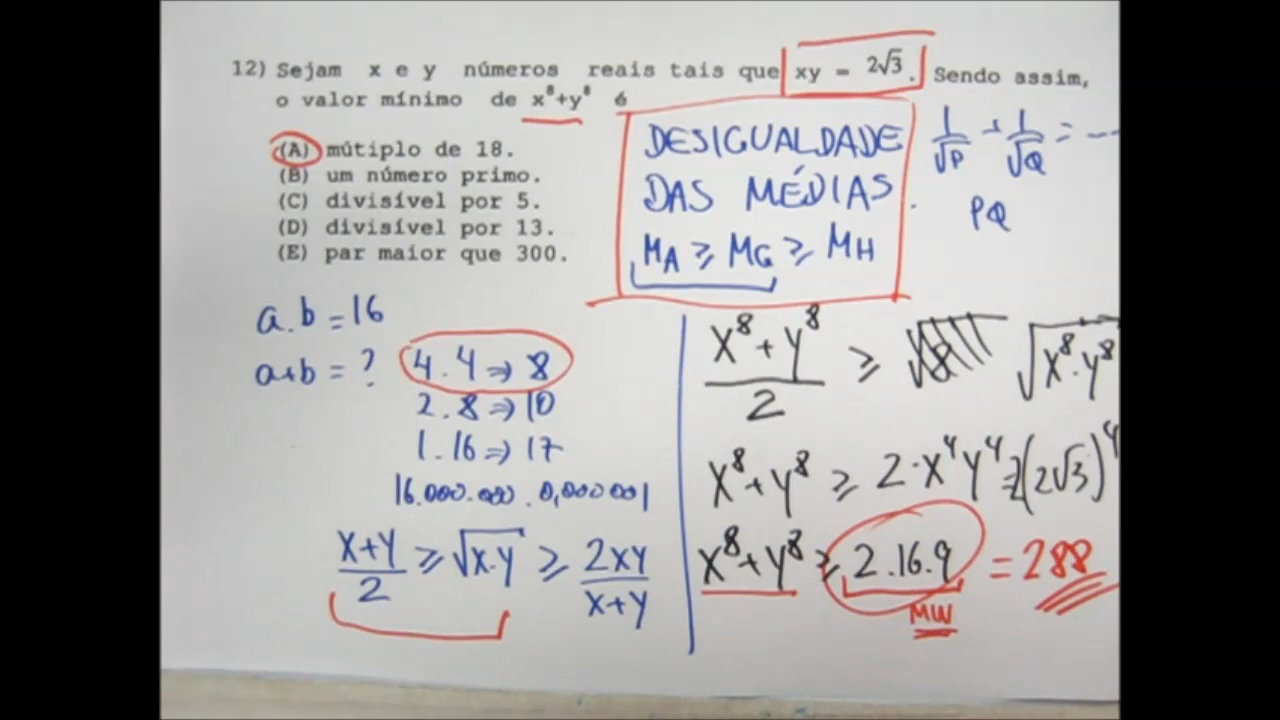 12) Sejam x e y números reais tais que xy = 2√3. Sendo assim,
o valor mínimo de x⁸+y⁸ é
(A) mútiplo de 18.
(B) um número primo.
(C) divisível por 5.
(D) divisível por 13.
(E) par maior que 300.
DESIGUALDADE
DAS MÉDIAS
MA ≥ MG ≥ MH
1/√P + 1/√Q = ---
PQ
a.b = 16
a+b = ?
4.4 ⇒ 8
2.8 ⇒ 10
1.16 ⇒ 17
16.000.000 . 0,000001
(x+y)/2 ≥ √x.y ≥ 2xy/(x+y)
(x⁸+y⁸)/2 ≥ √x⁸.y⁸
x⁸+y⁸ ≥ 2.x⁴y⁴ = 2(2√3)⁴
x⁸+y⁸ ≥ 2.16.9 = 288
MIN